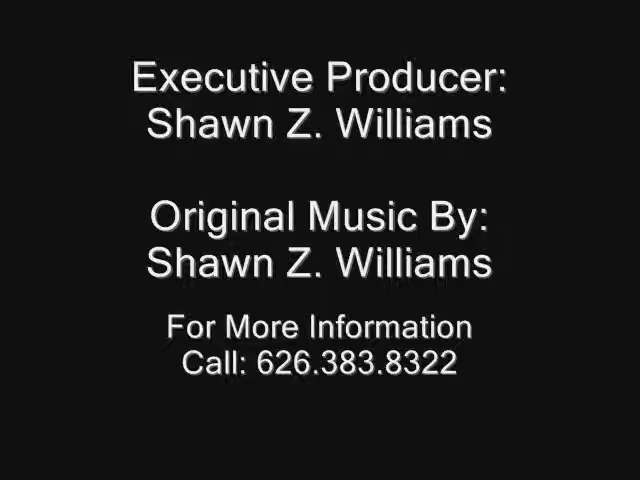 Executive Producer:
Shawn Z. Williams
Original Music By:
Shawn Z. Williams
For More Information
Call: 626.383.8322